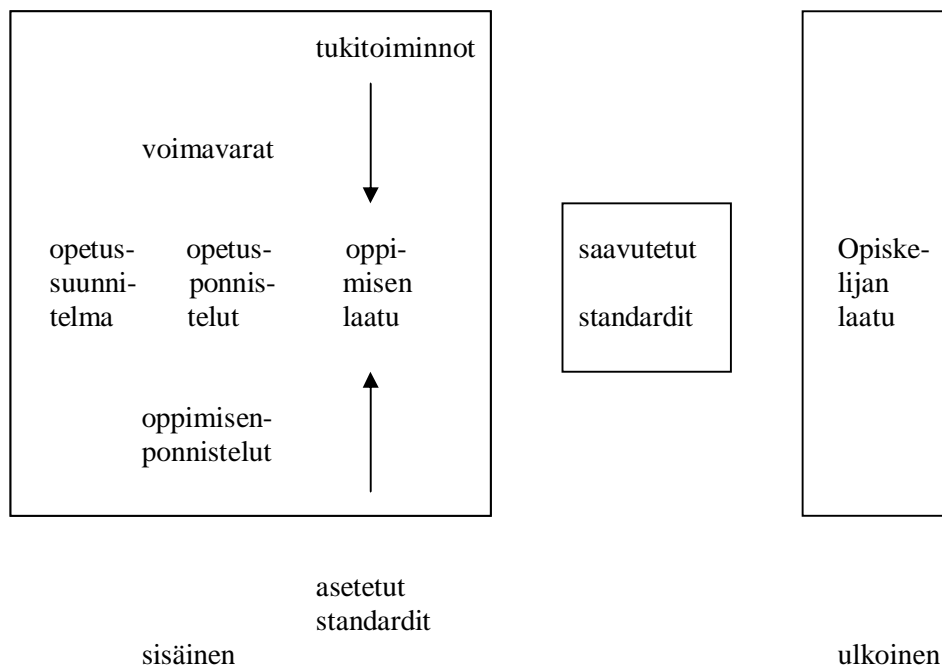 tukitoiminnot
voimavarat
opetus-
suunni-
telma
opetus-
ponnis-
telut
oppi-
misen
laatu
saavutetut
standardit
Opiske-
lijan
laatu
oppimisen-
ponnistelut
asetetut
standardit
sisäinen
ulkoinen